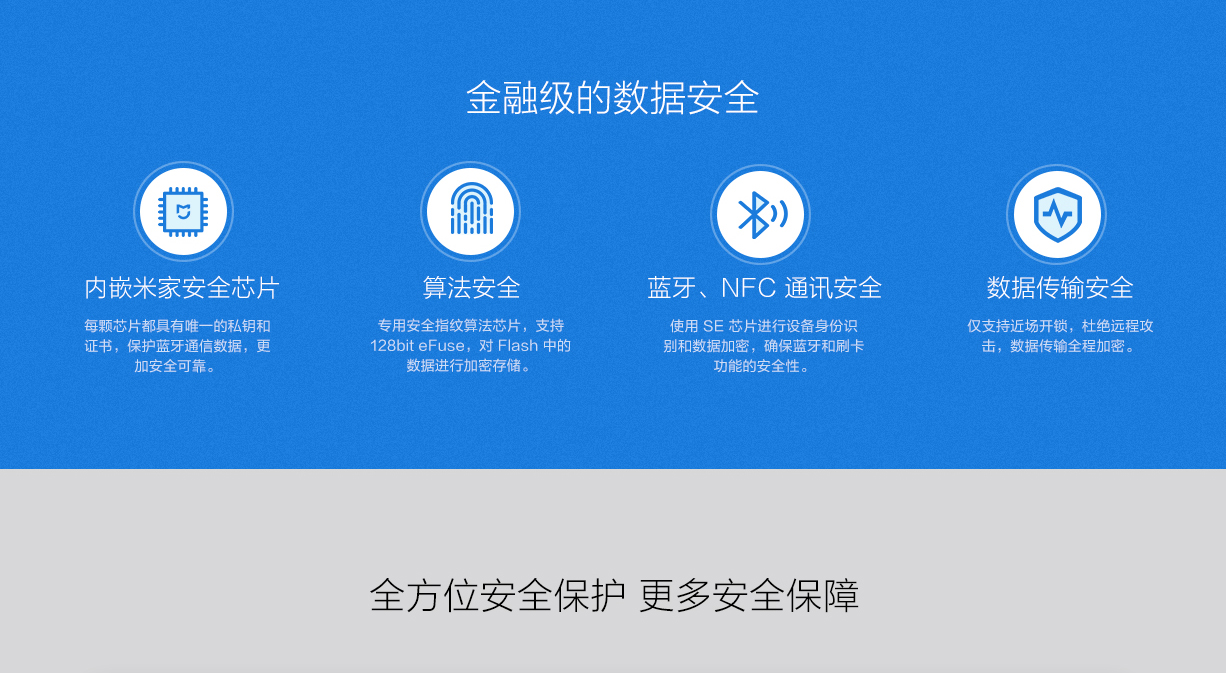 金融级的数据安全
内嵌米家安全芯片
每颗芯片都具有唯一的私钥和
证书，保护蓝牙通信数据，更
加安全可靠。
算法安全
专用安全指纹算法芯片，支持
128bit eFuse，对 Flash 中的
数据进行加密存储。
蓝牙、NFC 通讯安全
使用 SE 芯片进行设备身份识
别和数据加密，确保蓝牙和刷卡
功能的安全性。
数据传输安全
仅支持近场开锁，杜绝远程攻
击，数据传输全程加密。
全方位安全保护 更多安全保障